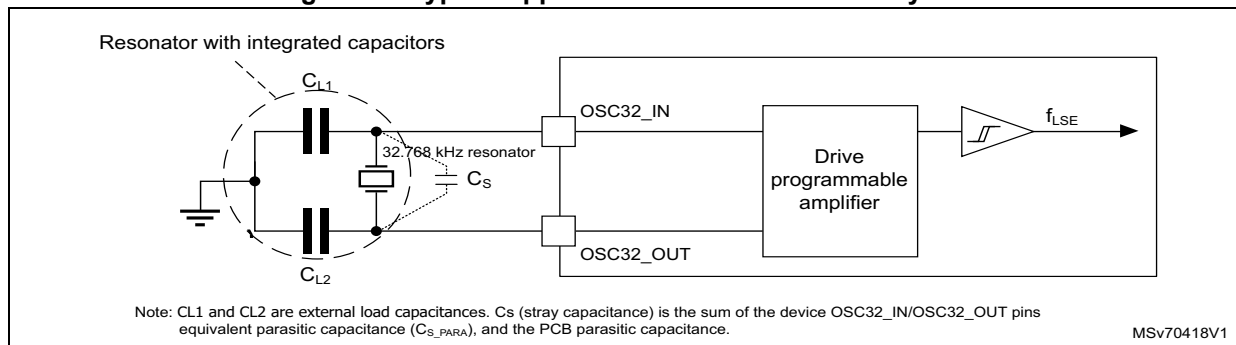 Resonator with integrated capacitors
CL1
OSC32_IN
fLSE
32.768 kHz resonator
Drive
programmable
amplifier
CS
OSC32_OUT
CL2
Note: CL1 and CL2 are external load capacitances. Cs (stray capacitance) is the sum of the device OSC32_IN/OSC32_OUT pins
equivalent parasitic capacitance (CS_PARA), and the PCB parasitic capacitance.
MSv70418V1